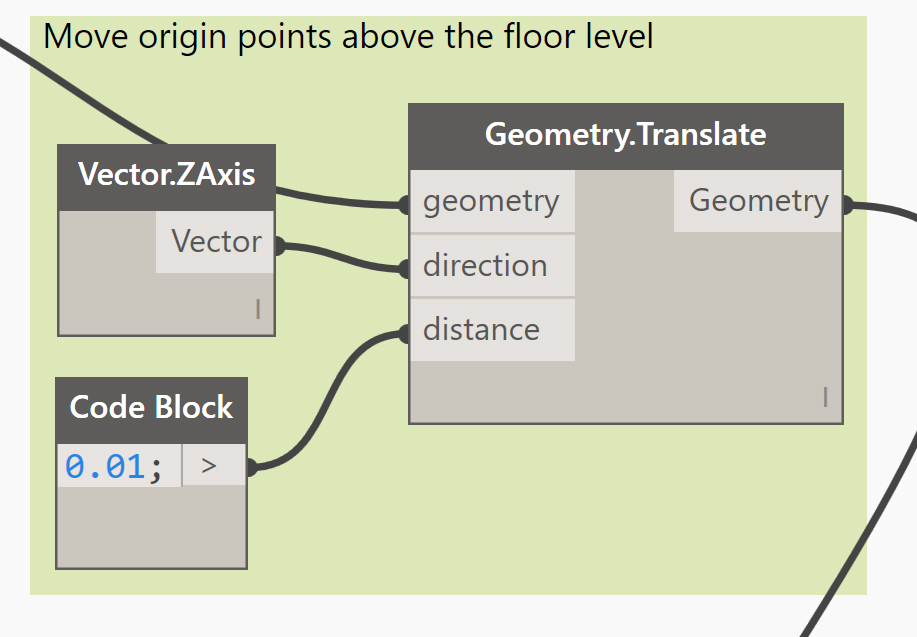 Move origin points above the floor level
Geometry.Translate
Vector.ZAxis
geometry
Geometry
Vector
direction
l
distance
l
Code Block
0.01; >